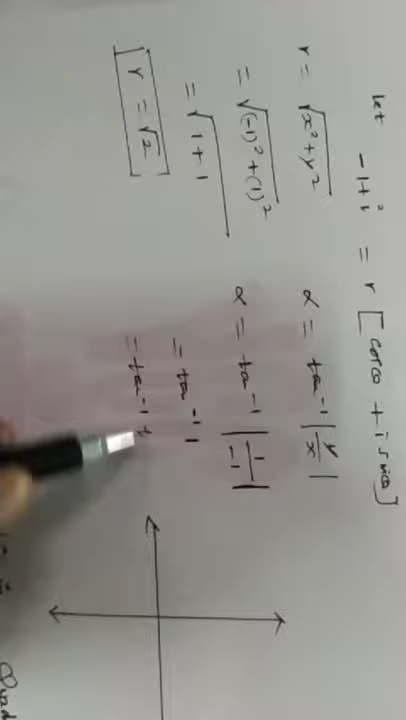 let -1+i = r [cosθ + i sinθ]
r = √x²+y²
= √(-1)²+(1)²
= √1+1
r = √2
α = tan⁻¹ |y/x|
α = tan⁻¹ |1/-1|
= tan⁻¹ 1
= tan⁻¹